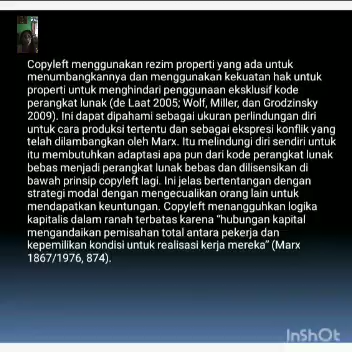 Copyleft menggunakan rezim properti yang ada untuk
menumbangkannya dan menggunakan kekuatan hak untuk
properti untuk menghindari penggunaan eksklusif kode
perangkat lunak (de Laat 2005; Wolf, Miller, dan Grodzinsky
2009). Ini dapat dipahami sebagai ukuran perlindungan diri
untuk cara produksi tertentu dan sebagai ekspresi konflik yang
telah dilambangkan oleh Marx. Itu melindungi diri sendiri untuk
itu membutuhkan adaptasi apa pun dari kode perangkat lunak
bebas menjadi perangkat lunak bebas dan dilisensikan di
bawah prinsip copyleft lagi. Ini jelas bertentangan dengan
strategi modal dengan mengecualikan orang lain untuk
mendapatkan keuntungan. Copyleft menangguhkan logika
kapitalis dalam ranah terbatas karena “hubungan kapital
mengandaikan pemisahan total antara pekerja dan
kepemilikan kondisi untuk realisasi kerja mereka” (Marx
1867/1976, 874).
InShOt